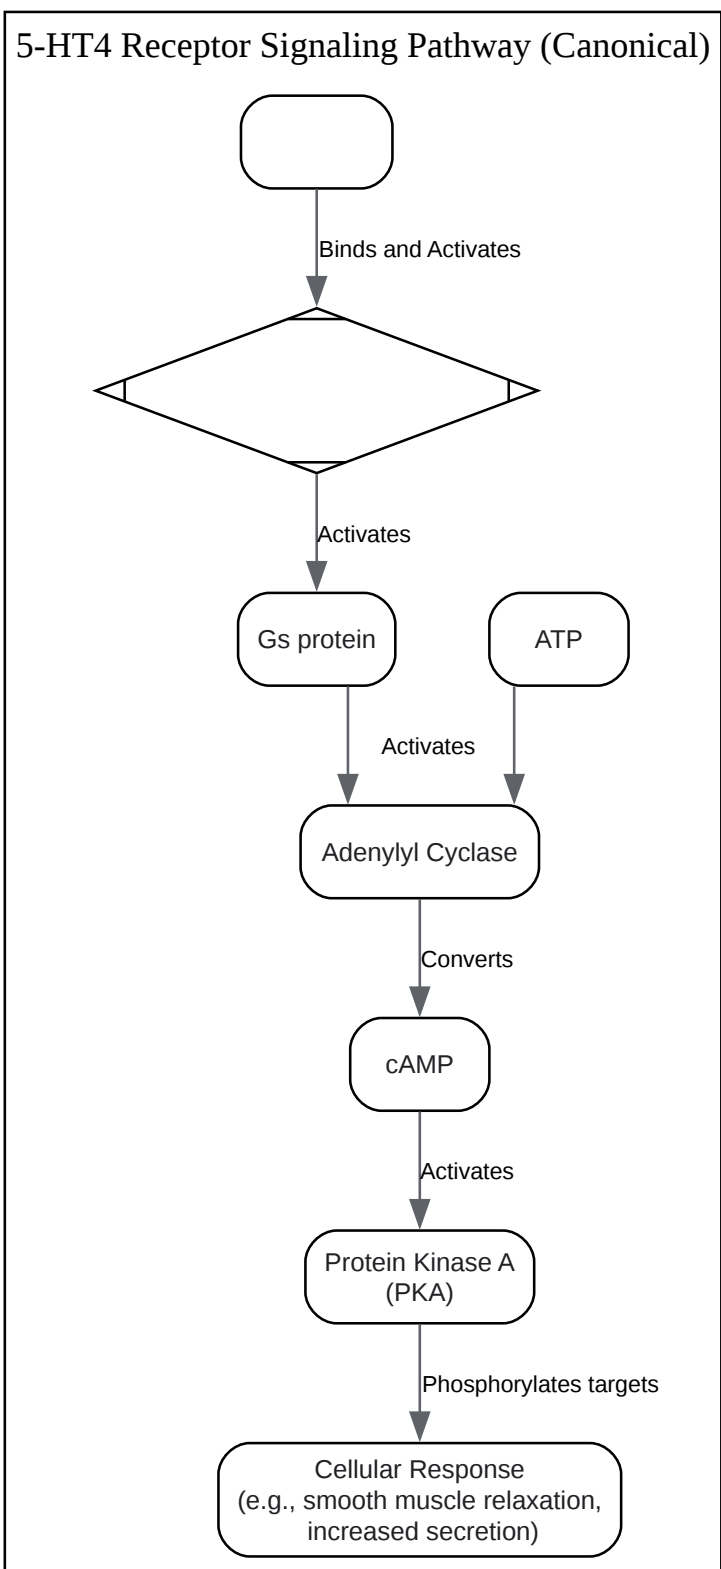 5-HT4 Receptor Signaling Pathway (Canonical)
Binds and Activates
Activates
Gs protein
ATP
Activates
Adenylyl Cyclase
Converts
cAMP
Activates
Protein Kinase A
(PKA)
Phosphorylates targets
Cellular Response
(e.g., smooth muscle relaxation,
increased secretion)